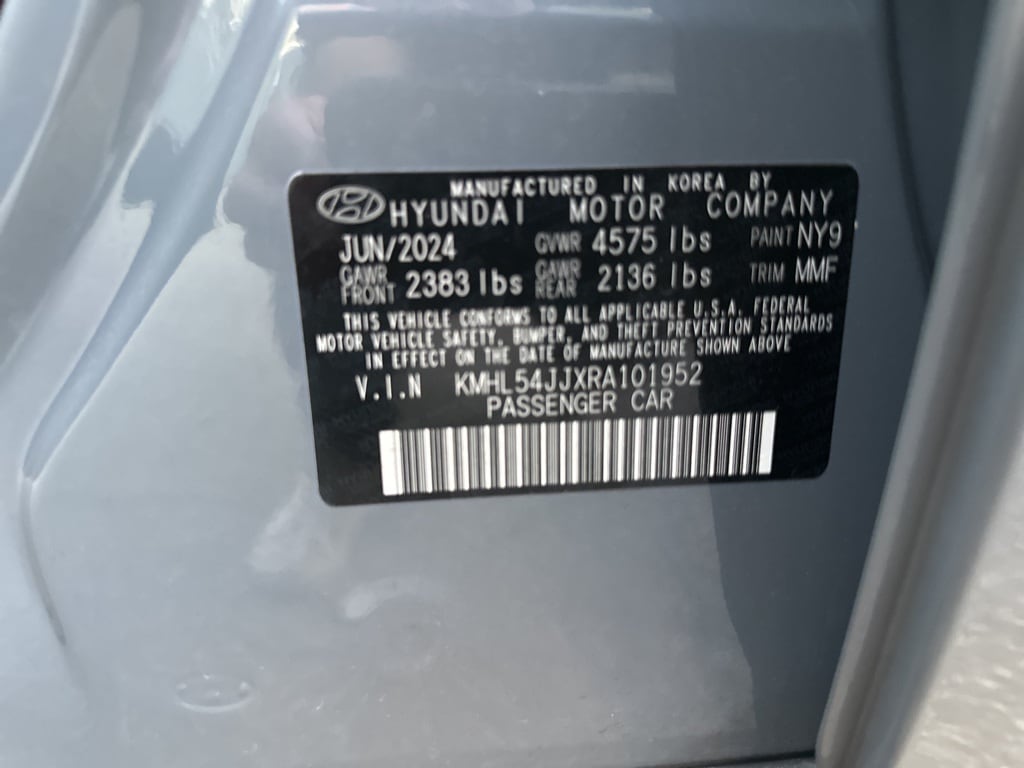 MANUFACTURED IN KOREA BY
HYUNDAI MOTOR COMPANY
JUN/2024 GVWR 4575 lbs PAINT NY9
GAWR FRONT 2383 lbs GAWR REAR 2136 lbs TRIM MMF
THIS VEHICLE CONFORMS TO ALL APPLICABLE U.S.A. FEDERAL
MOTOR VEHICLE SAFETY, BUMPER, AND THEFT PREVENTION STANDARDS
IN EFFECT ON THE DATE OF MANUFACTURE SHOWN ABOVE
V.I.N KMHL54JJXRA101952
PASSENGER CAR